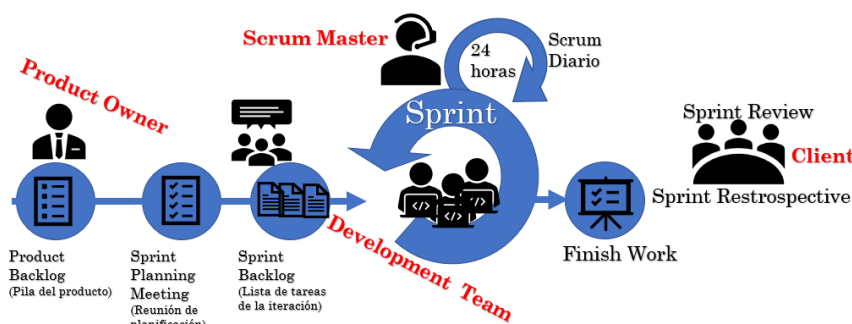 Scrum Master
24
horas
Scrum
Diario
Product Owner
Sprint
Sprint Review
Client
Sprint Restrospective
Development Team
Finish Work
Product
Backlog
(Pila del producto)
Sprint
Planning
Meeting
(Reunión de
planificación)
Sprint
Backlog
(Lista de tareas
de la iteración)